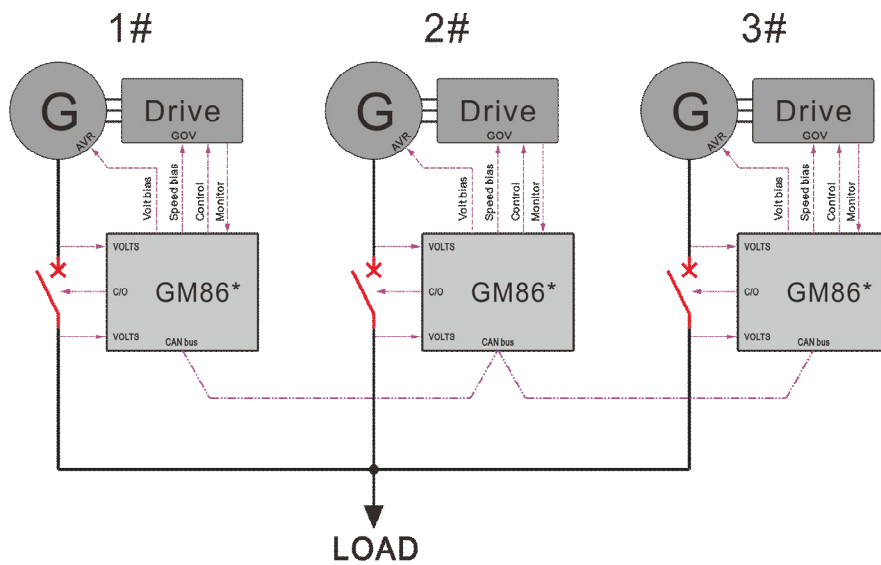 1# 2# 3#
G Drive G Drive G Drive
AVR GOV AVR GOV AVR GOV
Volt bias Speed bias Control Monitor Volt bias Speed bias Control Monitor Volt bias Speed bias Control Monitor
VOLTS VOLTS VOLTS
C/O GM86* C/O GM86* C/O GM86*
VOLTS VOLTS VOLTS
CAN bus CAN bus CAN bus
LOAD